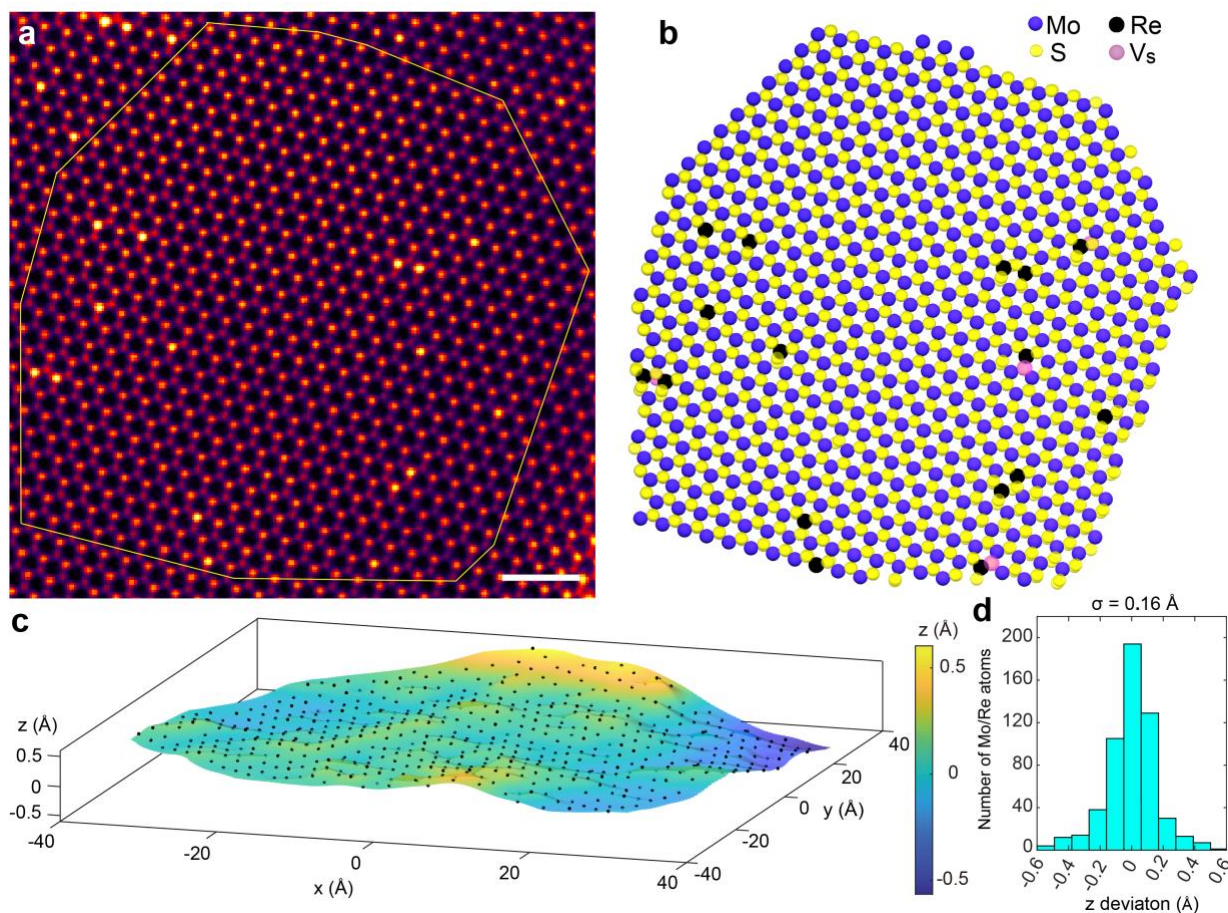 a
b
Mo
Re
S
Vs
c
z (Å)
0.5
0
-0.5
-40
-20
0
20
40
x (Å)
-40
-20
0
20
40
y (Å)
z (Å)
0.5
0
-0.5
d
σ = 0.16 Å
Number of Mo/Re atoms
200
160
120
80
40
0
-0.6
-0.4
-0.2
0
0.2
0.4
0.6
z deviaton (Å)